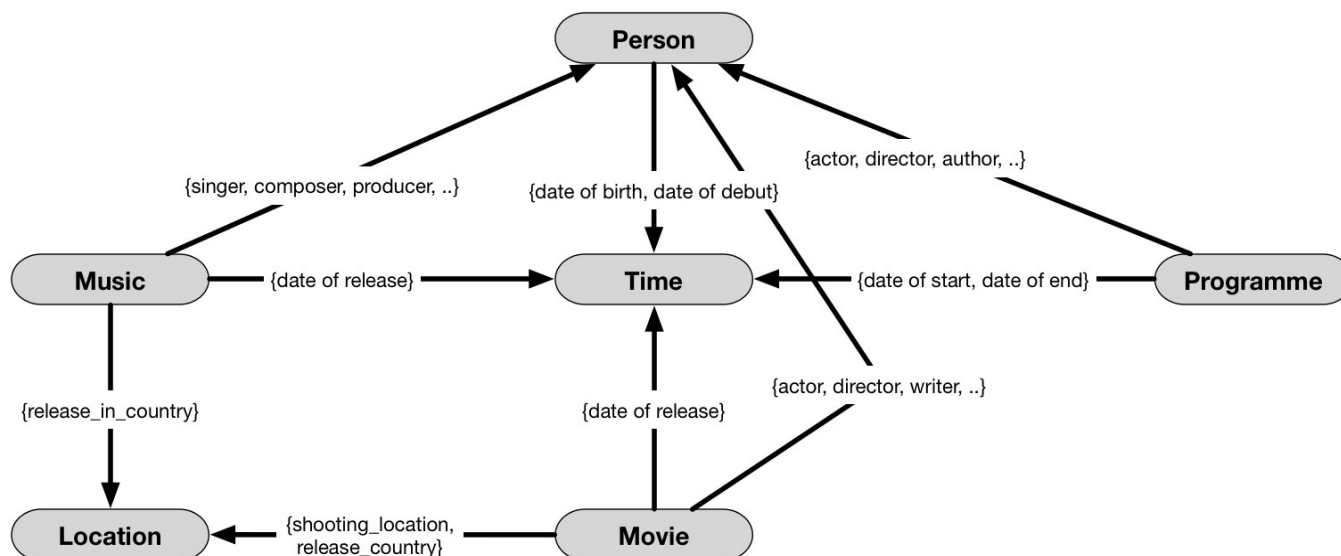 Person
{actor, director, author, ..}
{singer, composer, producer, ..}
{date of birth, date of debut}
Music
{date of release}
Time
{date of start, date of end}
Programme
{release_in_country}
{date of release}
{actor, director, writer, ..}
Location
{shooting_location,
release_country}
Movie